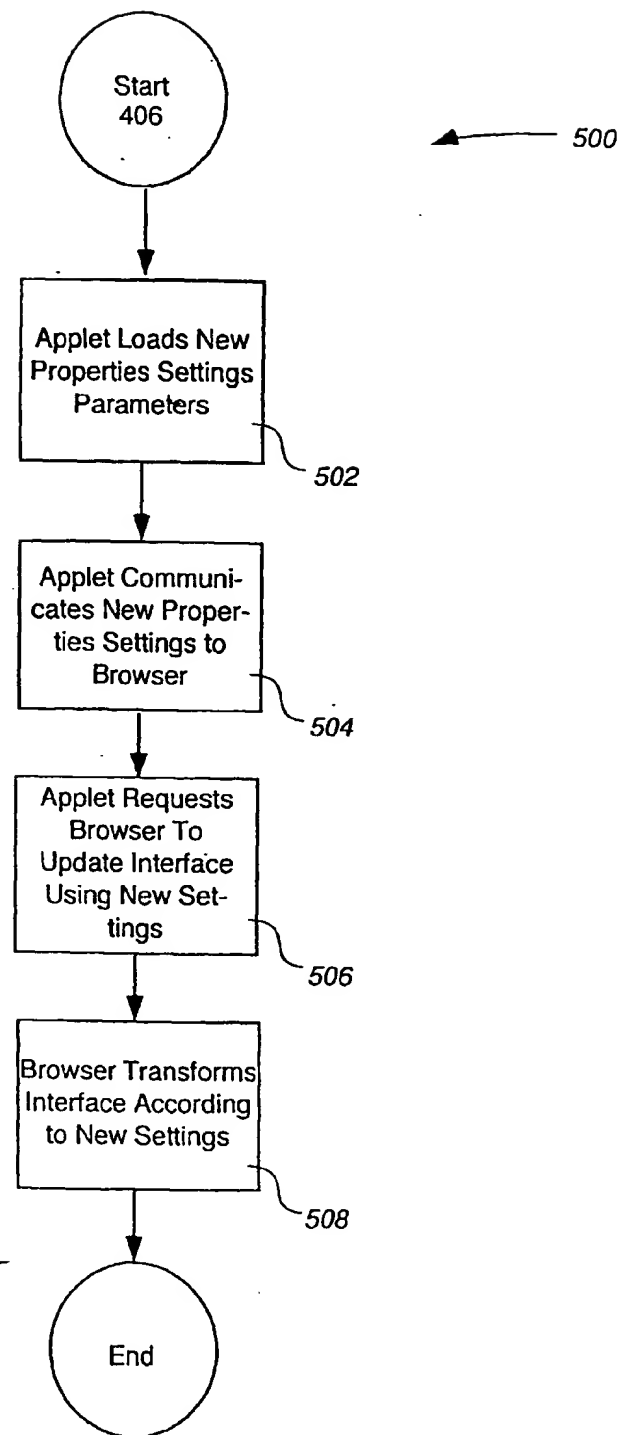 Start
406
500
Applet Loads New
Properties Settings
Parameters
502
Applet Communi-
cates New Proper-
ties Settings to
Browser
504
Applet Requests
Browser To
Update Interface
Using New Set-
tings
506
Browser Transforms
Interface According
to New Settings
508
End